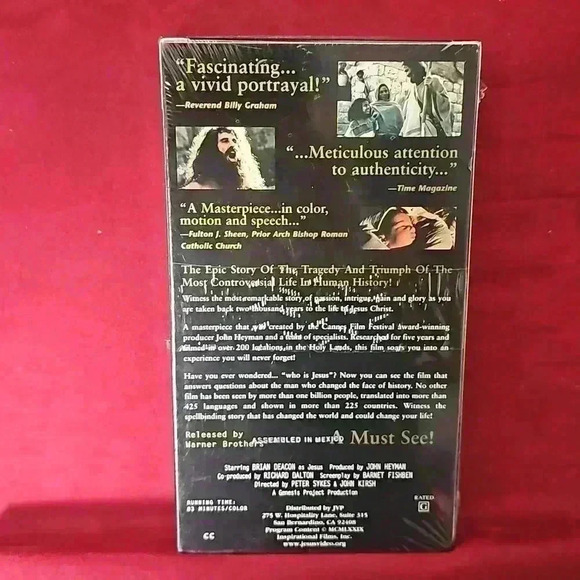 “Fascinating...
a vivid portrayal!”
—Reverend Billy Graham
“...Meticulous attention
to authenticity...”
—Time Magazine
“A Masterpiece...in color,
motion and speech...”
—Fulton J. Sheen, Prior Arch Bishop Roman
Catholic Church
The Epic Story Of The Tragedy And Triumph Of The
Most Controversial Life In Human History!
Witness the most remarkable story of passion, intrigue, pain and glory as you
are taken back two thousand years to the life of Jesus Christ.
A masterpiece that was created by the Cannes Film Festival award-winning
producer John Heyman and a team of specialists. Researched for five years and
filmed in over 200 locations in the Holy Lands, this film soars you into an
experience you will never forget!
Have you ever wondered... “who is Jesus”? Now you can see the film that
answers questions about the man who changed the face of history. No other
film has been seen by more than one billion people, translated into more than
425 languages and shown in more than 225 countries. Witness the
spellbinding story that has changed the world and could change your life!
Released by
Warner Brothers
ASSEMBLED IN MEXICO
A Must See!
Starring BRIAN DEACON as Jesus Produced by JOHN HEYMAN
Co-produced by RICHARD DALTON Screenplay by BARNET FISHBEN
Directed by PETER SYKES & JOHN KIRSH
A Genesis Project Production
RUNNING TIME:
83 MINUTES/COLOR
RATED
G
Distributed by JVP
275 W. Hospitality Lane, Suite 315
San Bernardino, CA 92408
Program Content © MCMLXXIX
Inspirational Films, Inc.
www.jesusvideo.org
GG